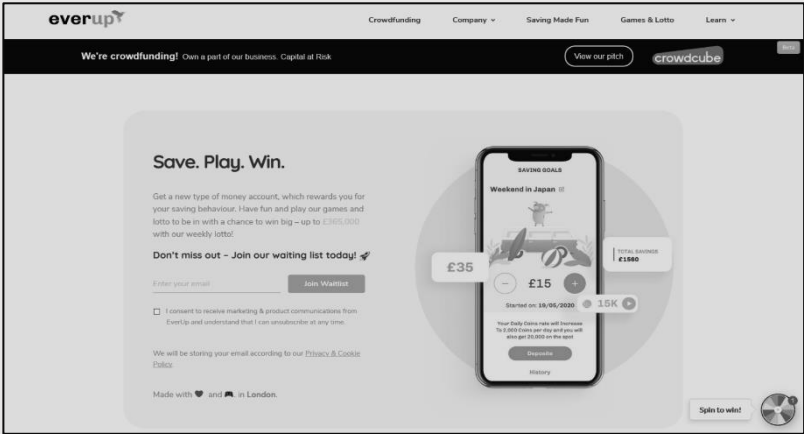 everup
Crowdfunding Company Saving Made Fun Games & Lotto Learn
We're crowdfunding! Own a part of our business. Capital at Risk
View our pitch
crowdcube
Beta
Save. Play. Win.
Get a new type of money account, which rewards you for
your saving behaviour. Have fun and play our games and
lotto to be in with a chance to win big – up to £365,000
with our weekly lotto!
Don't miss out – Join our waiting list today!
Enter your email
Join Waitlist
I consent to receive marketing & product communications from
EverUp and understand that I can unsubscribe at any time.
We will be storing your email according to our Privacy & Cookie
Policy
Made with and in London.
SAVING GOALS
Weekend in Japan
TOTAL SAVINGS
£1560
£35
£15
15K
Started on: 19/05/2020
Your Daily Coins rate will increase
To 2,000 Coins per day and you will
also get 20,000 on the spot
Deposite
History
Spin to win!